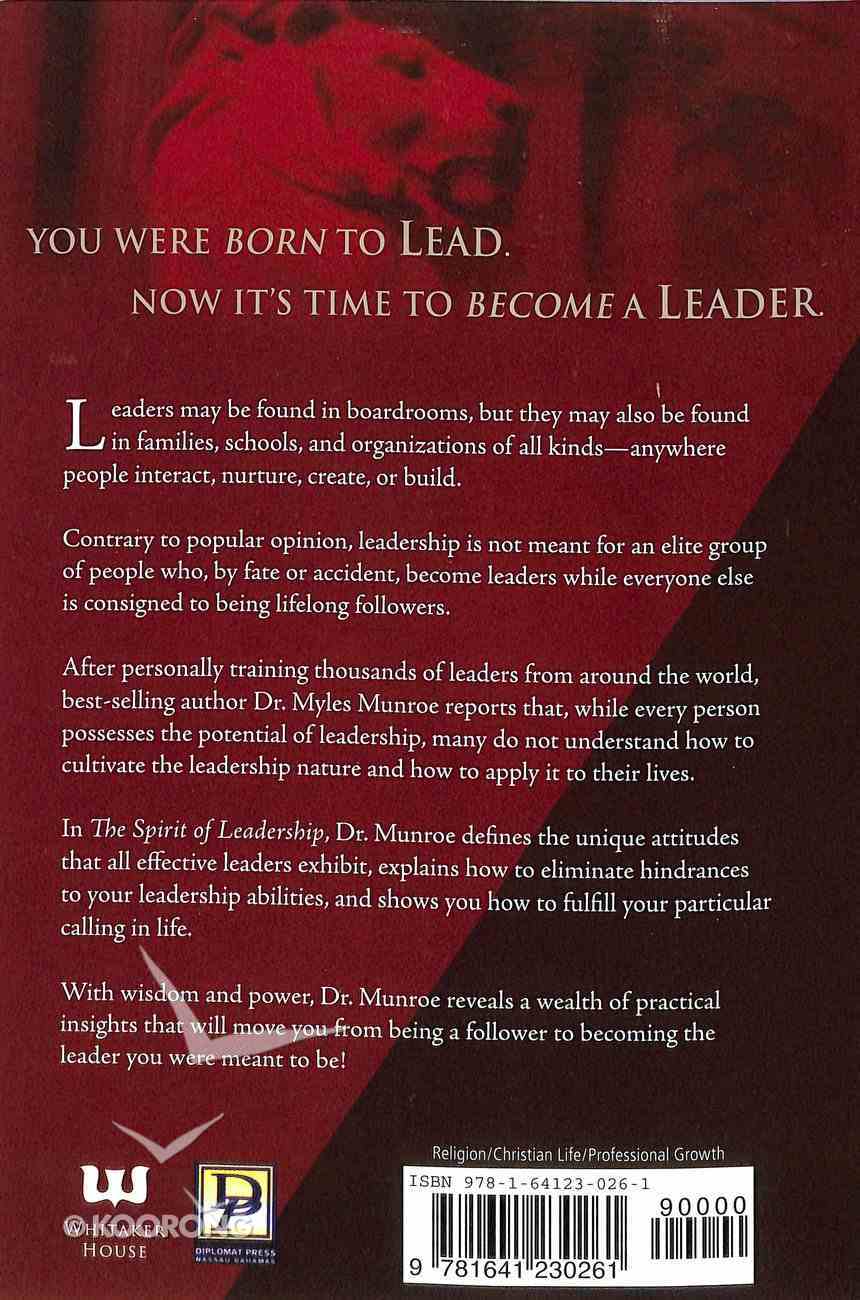 YOU WERE BORN TO LEAD.
NOW IT'S TIME TO BECOME A LEADER.
Leaders may be found in boardrooms, but they may also be found
in families, schools, and organizations of all kinds—anywhere
people interact, nurture, create, or build.
Contrary to popular opinion, leadership is not meant for an elite group
of people who, by fate or accident, become leaders while everyone else
is consigned to being lifelong followers.
After personally training thousands of leaders from around the world,
best-selling author Dr. Myles Munroe reports that, while every person
possesses the potential of leadership, many do not understand how to
cultivate the leadership nature and how to apply it to their lives.
In The Spirit of Leadership, Dr. Munroe defines the unique attitudes
that all effective leaders exhibit, explains how to eliminate hindrances
to your leadership abilities, and shows you how to fulfill your particular
calling in life.
With wisdom and power, Dr. Munroe reveals a wealth of practical
insights that will move you from being a follower to becoming the
leader you were meant to be!
Religion/Christian Life/Professional Growth
ISBN 978-1-64123-026-1
90000
9 781641 230261
WHITAKER
HOUSE
DP
DIPLOMAT PRESS
NASSAU BAHAMAS
© KOORONG